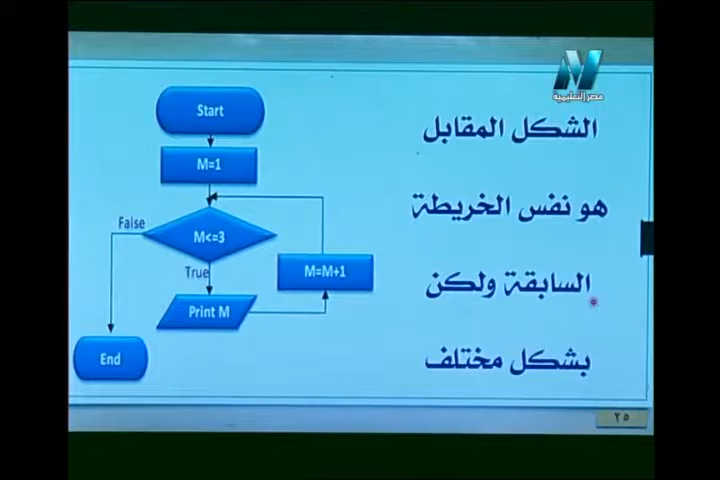 مصر التعليمية
الشكل المقابل
هو نفس الخريطة
السابقة ولكن
بشكل مختلف
Start
M=1
M<=3
False
True
M=M+1
Print M
End
٢٥